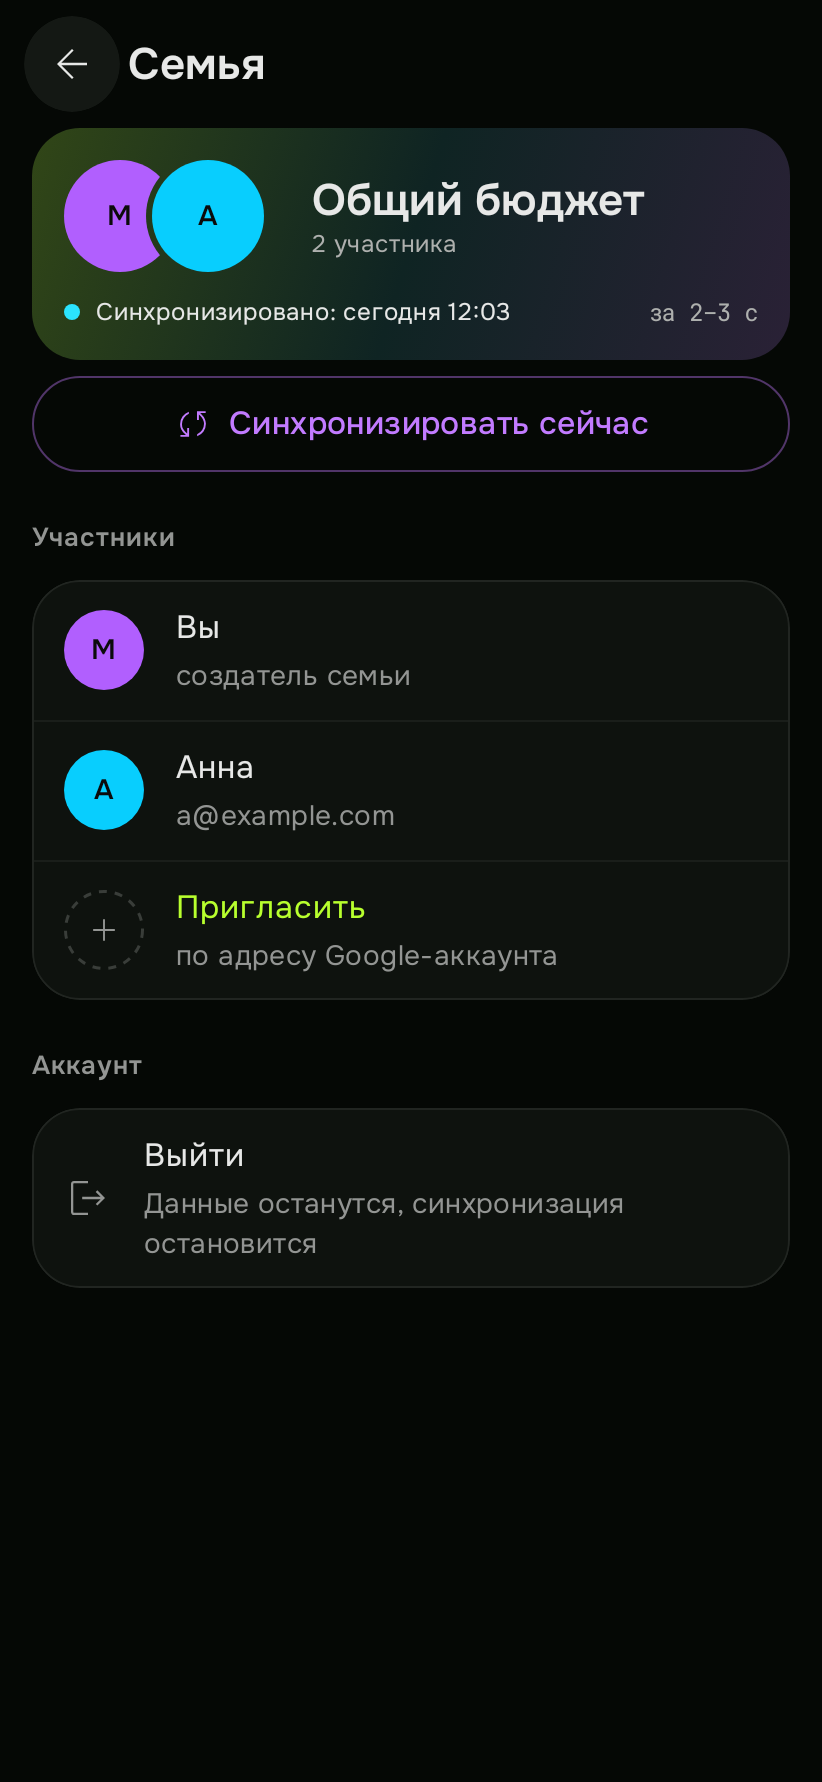 Семья
М
А
Общий бюджет
2 участника
Синхронизировано: сегодня 12:03
за 2–3 с
Синхронизировать сейчас
Участники
М
Вы
создатель семьи
А
Анна
a@example.com
Пригласить
по адресу Google-аккаунта
Аккаунт
Выйти
Данные останутся, синхронизация
остановится